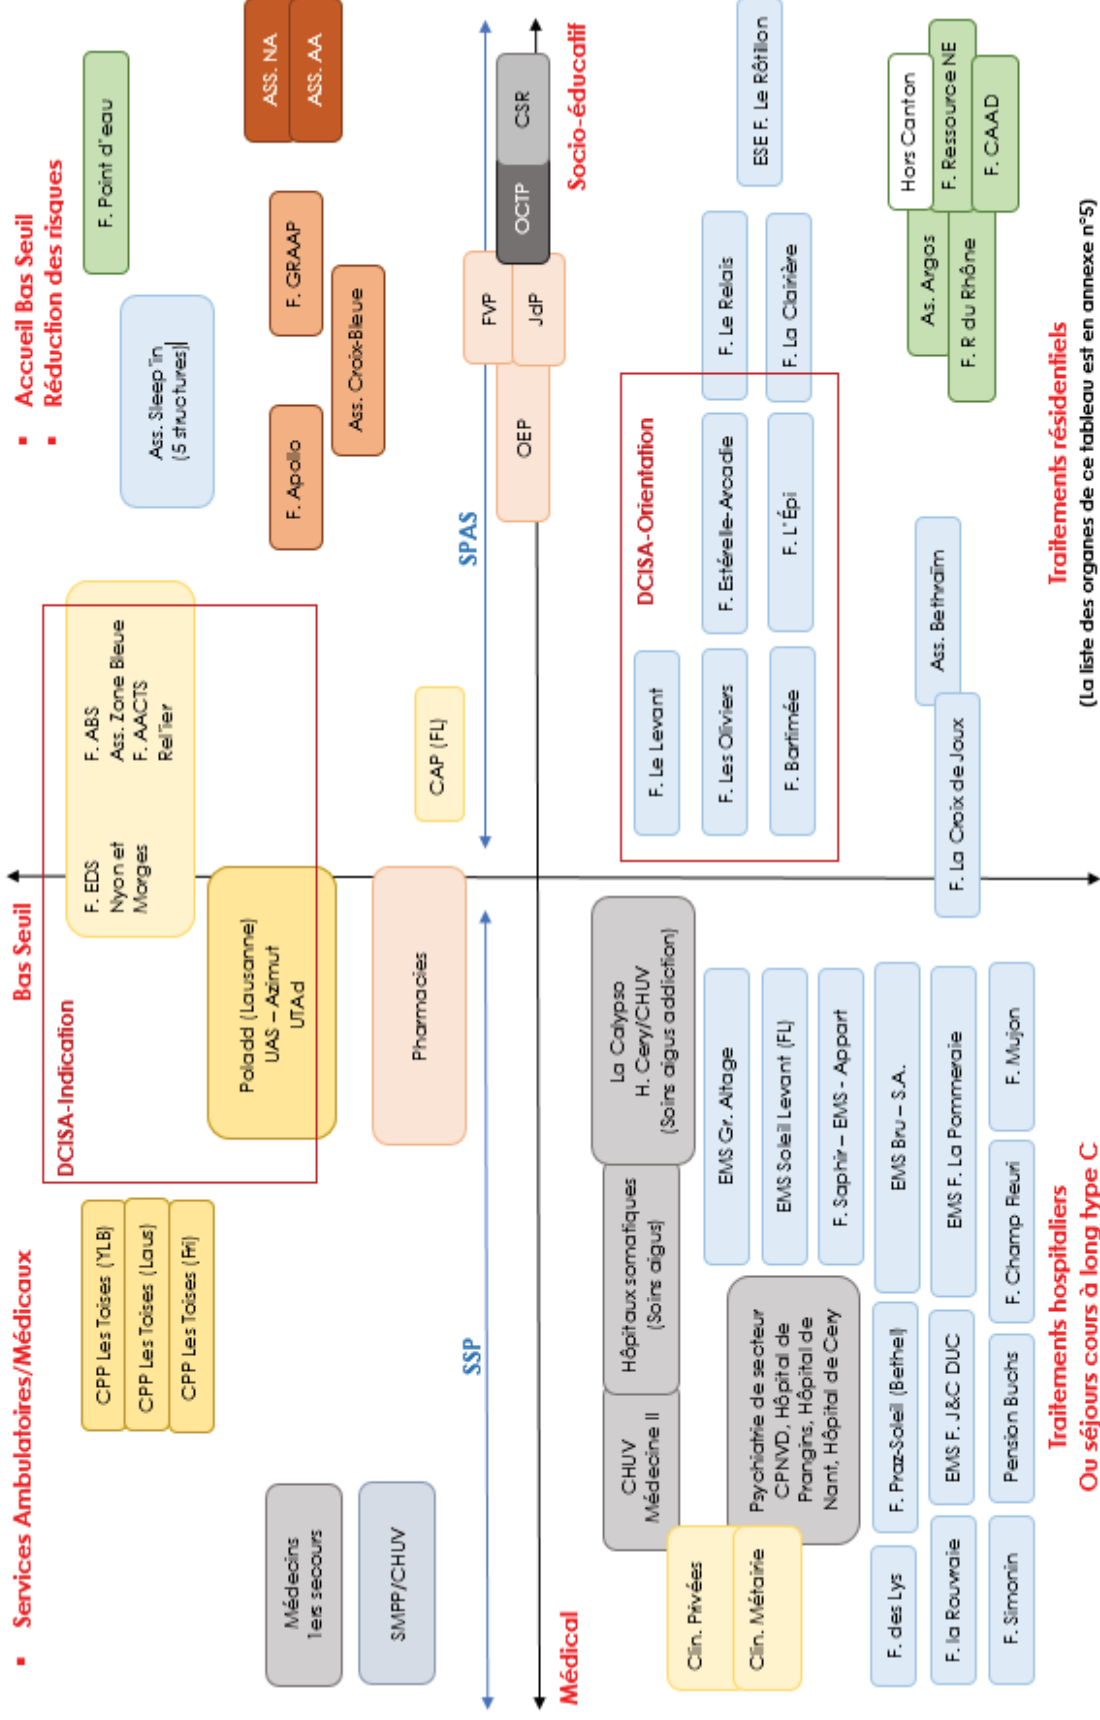 Services Ambulatoires/Médicaux
Bas Seuil
Accueil Bas Seuil
Réduction des risques
DCISA-Indication
CPP Les Toises (YLB)
CPP Les Toises (Laus)
CPP Les Toises (Fri)
F. EDS
Nyon et
Morges
F. ABS
Ass. Zone Bleue
F. AACTS
Rel'ier
Ass. Sleep'in
(5 structures)
F. Point d'eau
Poladd (Lausanne)
UAS – Azimut
UTAd
Médecins
1ers secours
SMPP/CHUV
Pharmacies
CAP (FL)
F. Apollo
F. GRAAP
Ass. Croix-Bleue
ASS. NA
ASS. AA
SSP
SPAS
Médical
OEP
FVP
JdP
OCTP
CSR
Socio-éducatif
CHUV
Médecine II
Hôpitaux somatiques
(Soins aigus)
La Calypso
H. Cery/CHUV
(Soins aigus addiction)
Clin. Privées
Clin. Métairie
Psychiatrie de secteur
CPNVD, Hôpital de
Prangins, Hôpital de
Nant, Hôpital de Cery
EMS Gr. Altage
EMS Soleil Levant (FL)
F. Saphir – EMS - Appart
F. des Lys
F. Praz-Soleil (Bethel)
EMS Bru – S.A.
F. la Rouvraie
EMS F. J&C DUC
EMS F. La Pommeraie
F. Simonin
Pension Buchs
F. Champ Fleuri
F. Mujon
DCISA-Orientation
F. Le Levant
F. Les Oliviers
F. Estérelle-Arcadie
F. Le Relais
F. Bartimée
F. L'Épi
F. La Clairière
ESE F. Le Rôtillon
F. La Croix de Joux
Ass. Bethraïm
As. Argos
Hors Canton
F. R du Rhône
F. Ressource NE
F. CAAD
Traitements hospitaliers
Ou séjours cours à long type C
Traitements résidentiels
(La liste des organes de ce tableau est en annexe n°5)